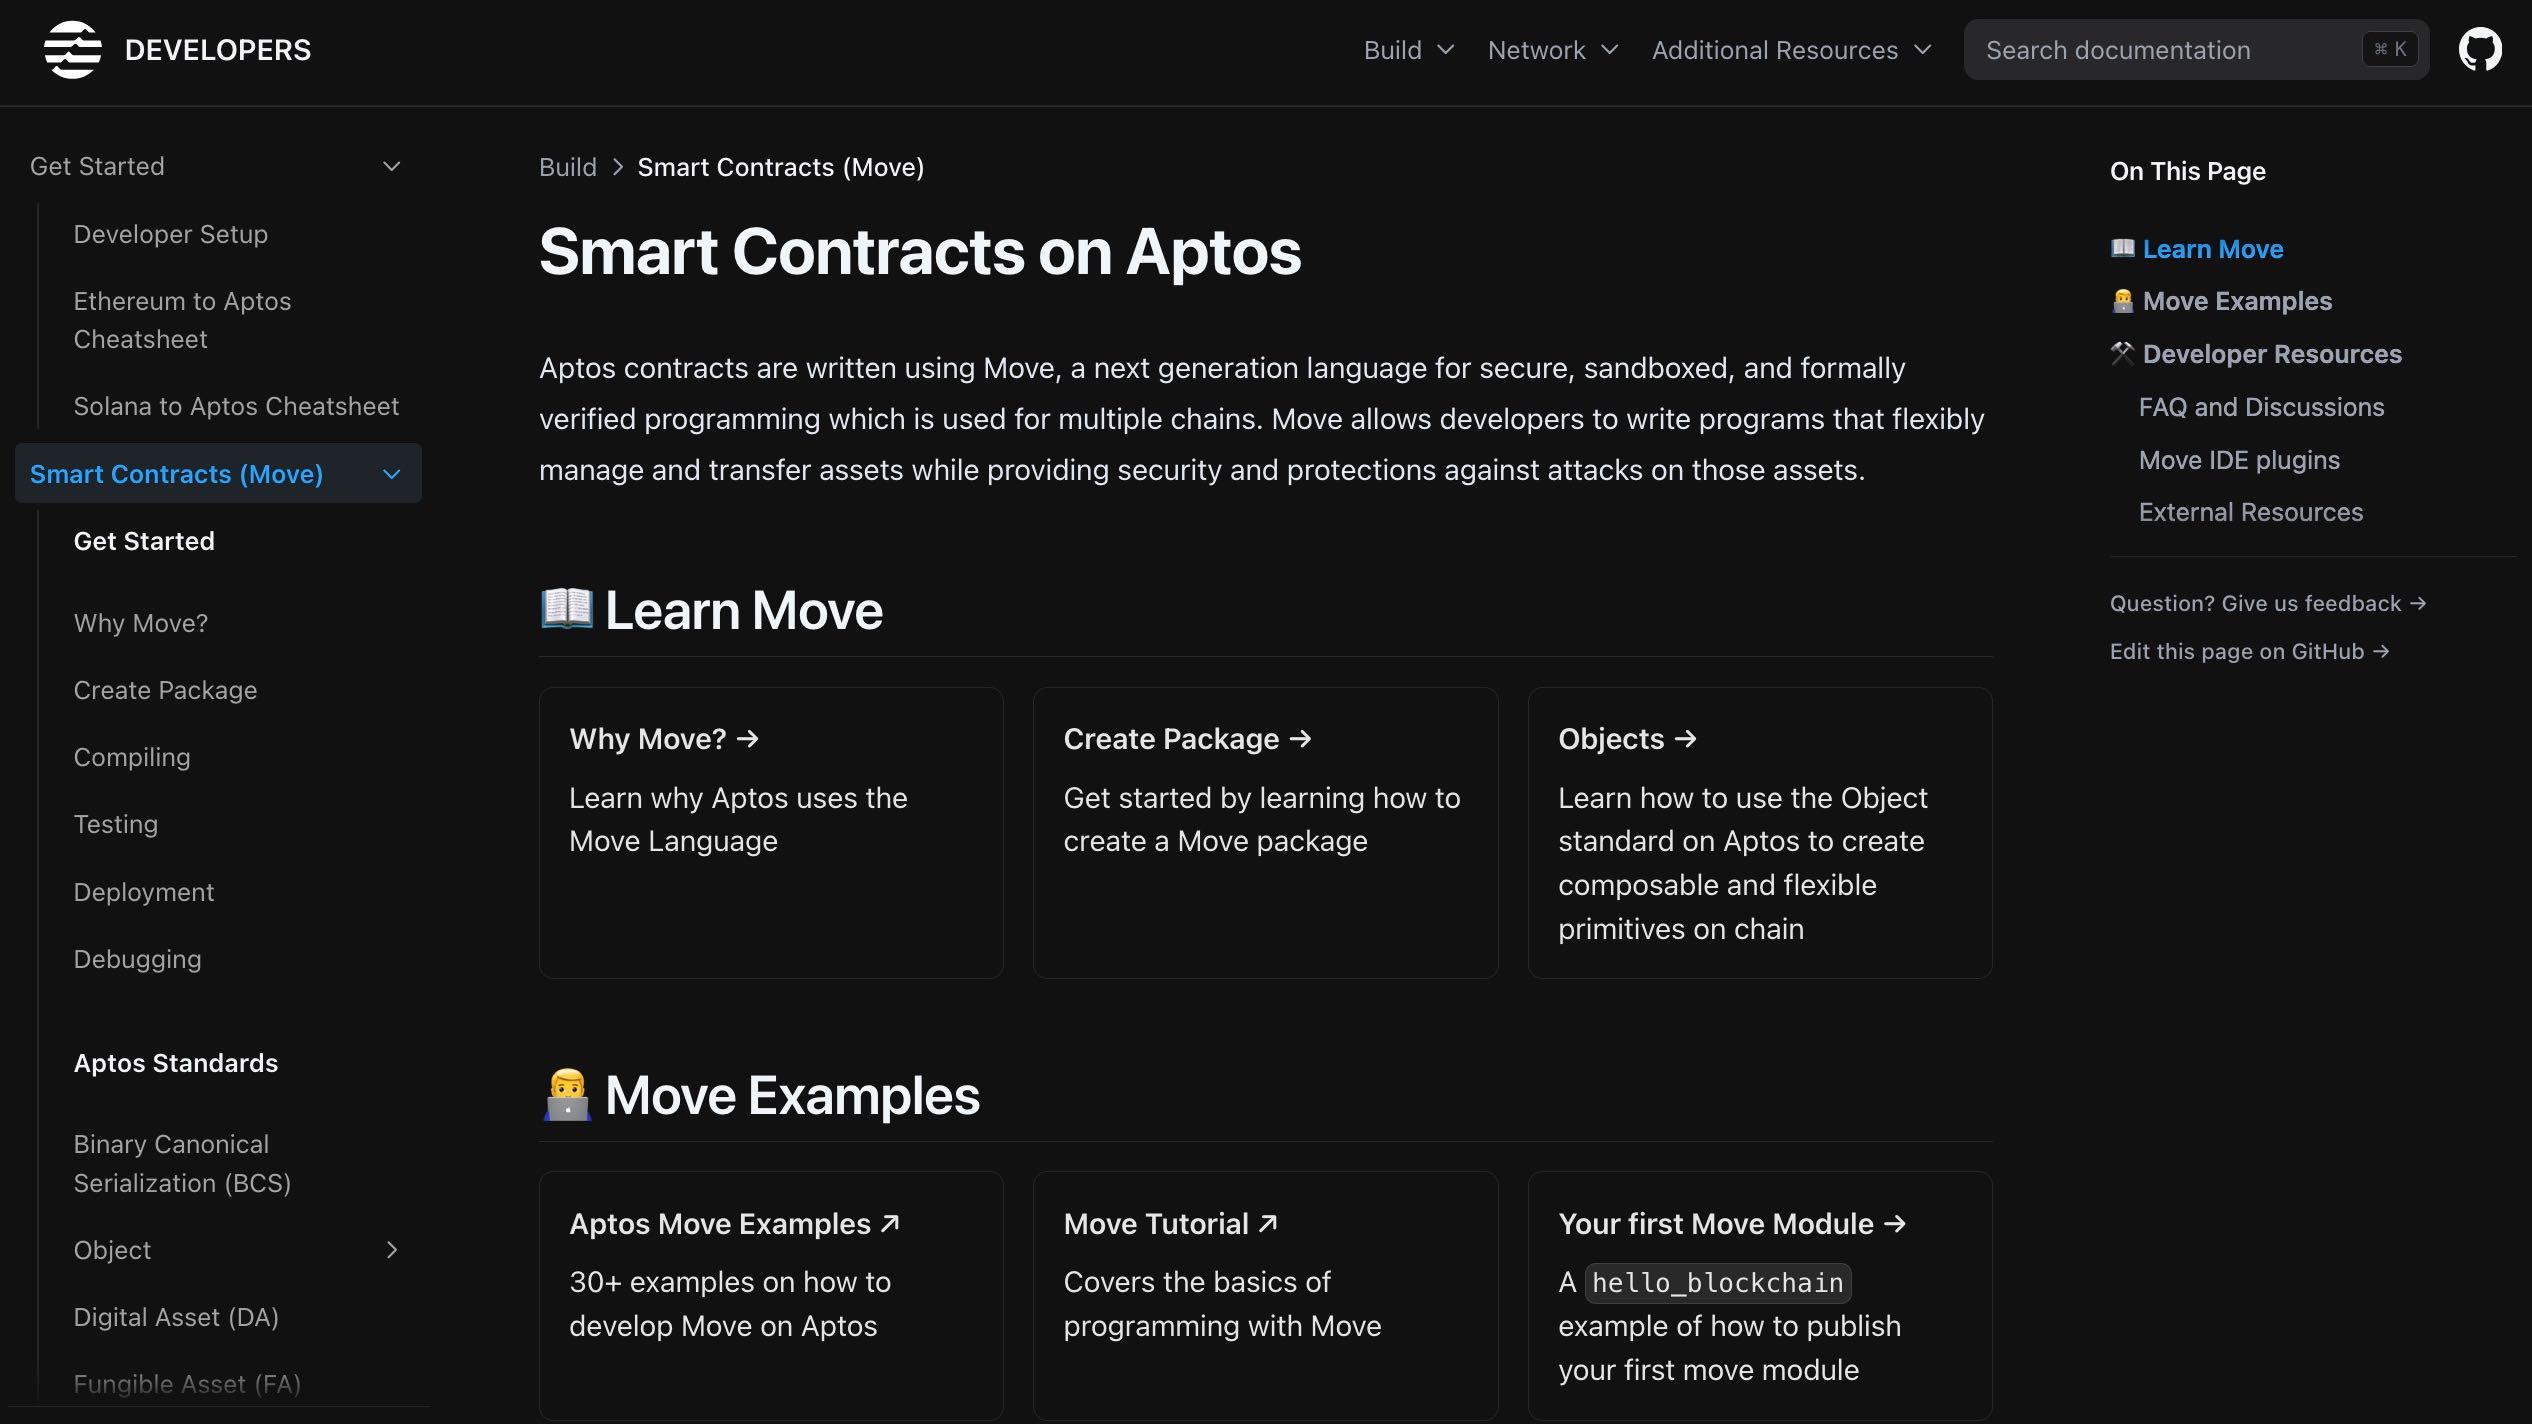 DEVELOPERS
Build
Network
Additional Resources
Search documentation
⌘ K
Get Started
Developer Setup
Ethereum to Aptos
Cheatsheet
Solana to Aptos Cheatsheet
Smart Contracts (Move)
Get Started
Why Move?
Create Package
Compiling
Testing
Deployment
Debugging
Aptos Standards
Binary Canonical
Serialization (BCS)
Object
Digital Asset (DA)
Fungible Asset (FA)
Build > Smart Contracts (Move)
Smart Contracts on Aptos
Aptos contracts are written using Move, a next generation language for secure, sandboxed, and formally
verified programming which is used for multiple chains. Move allows developers to write programs that flexibly
manage and transfer assets while providing security and protections against attacks on those assets.
📖 Learn Move
Why Move? →
Learn why Aptos uses the
Move Language
Create Package →
Get started by learning how to
create a Move package
Objects →
Learn how to use the Object
standard on Aptos to create
composable and flexible
primitives on chain
👨‍💻 Move Examples
Aptos Move Examples ↗
30+ examples on how to
develop Move on Aptos
Move Tutorial ↗
Covers the basics of
programming with Move
Your first Move Module →
A hello_blockchain
example of how to publish
your first move module
On This Page
📖 Learn Move
👨‍💻 Move Examples
⚒️ Developer Resources
FAQ and Discussions
Move IDE plugins
External Resources
Question? Give us feedback →
Edit this page on GitHub →